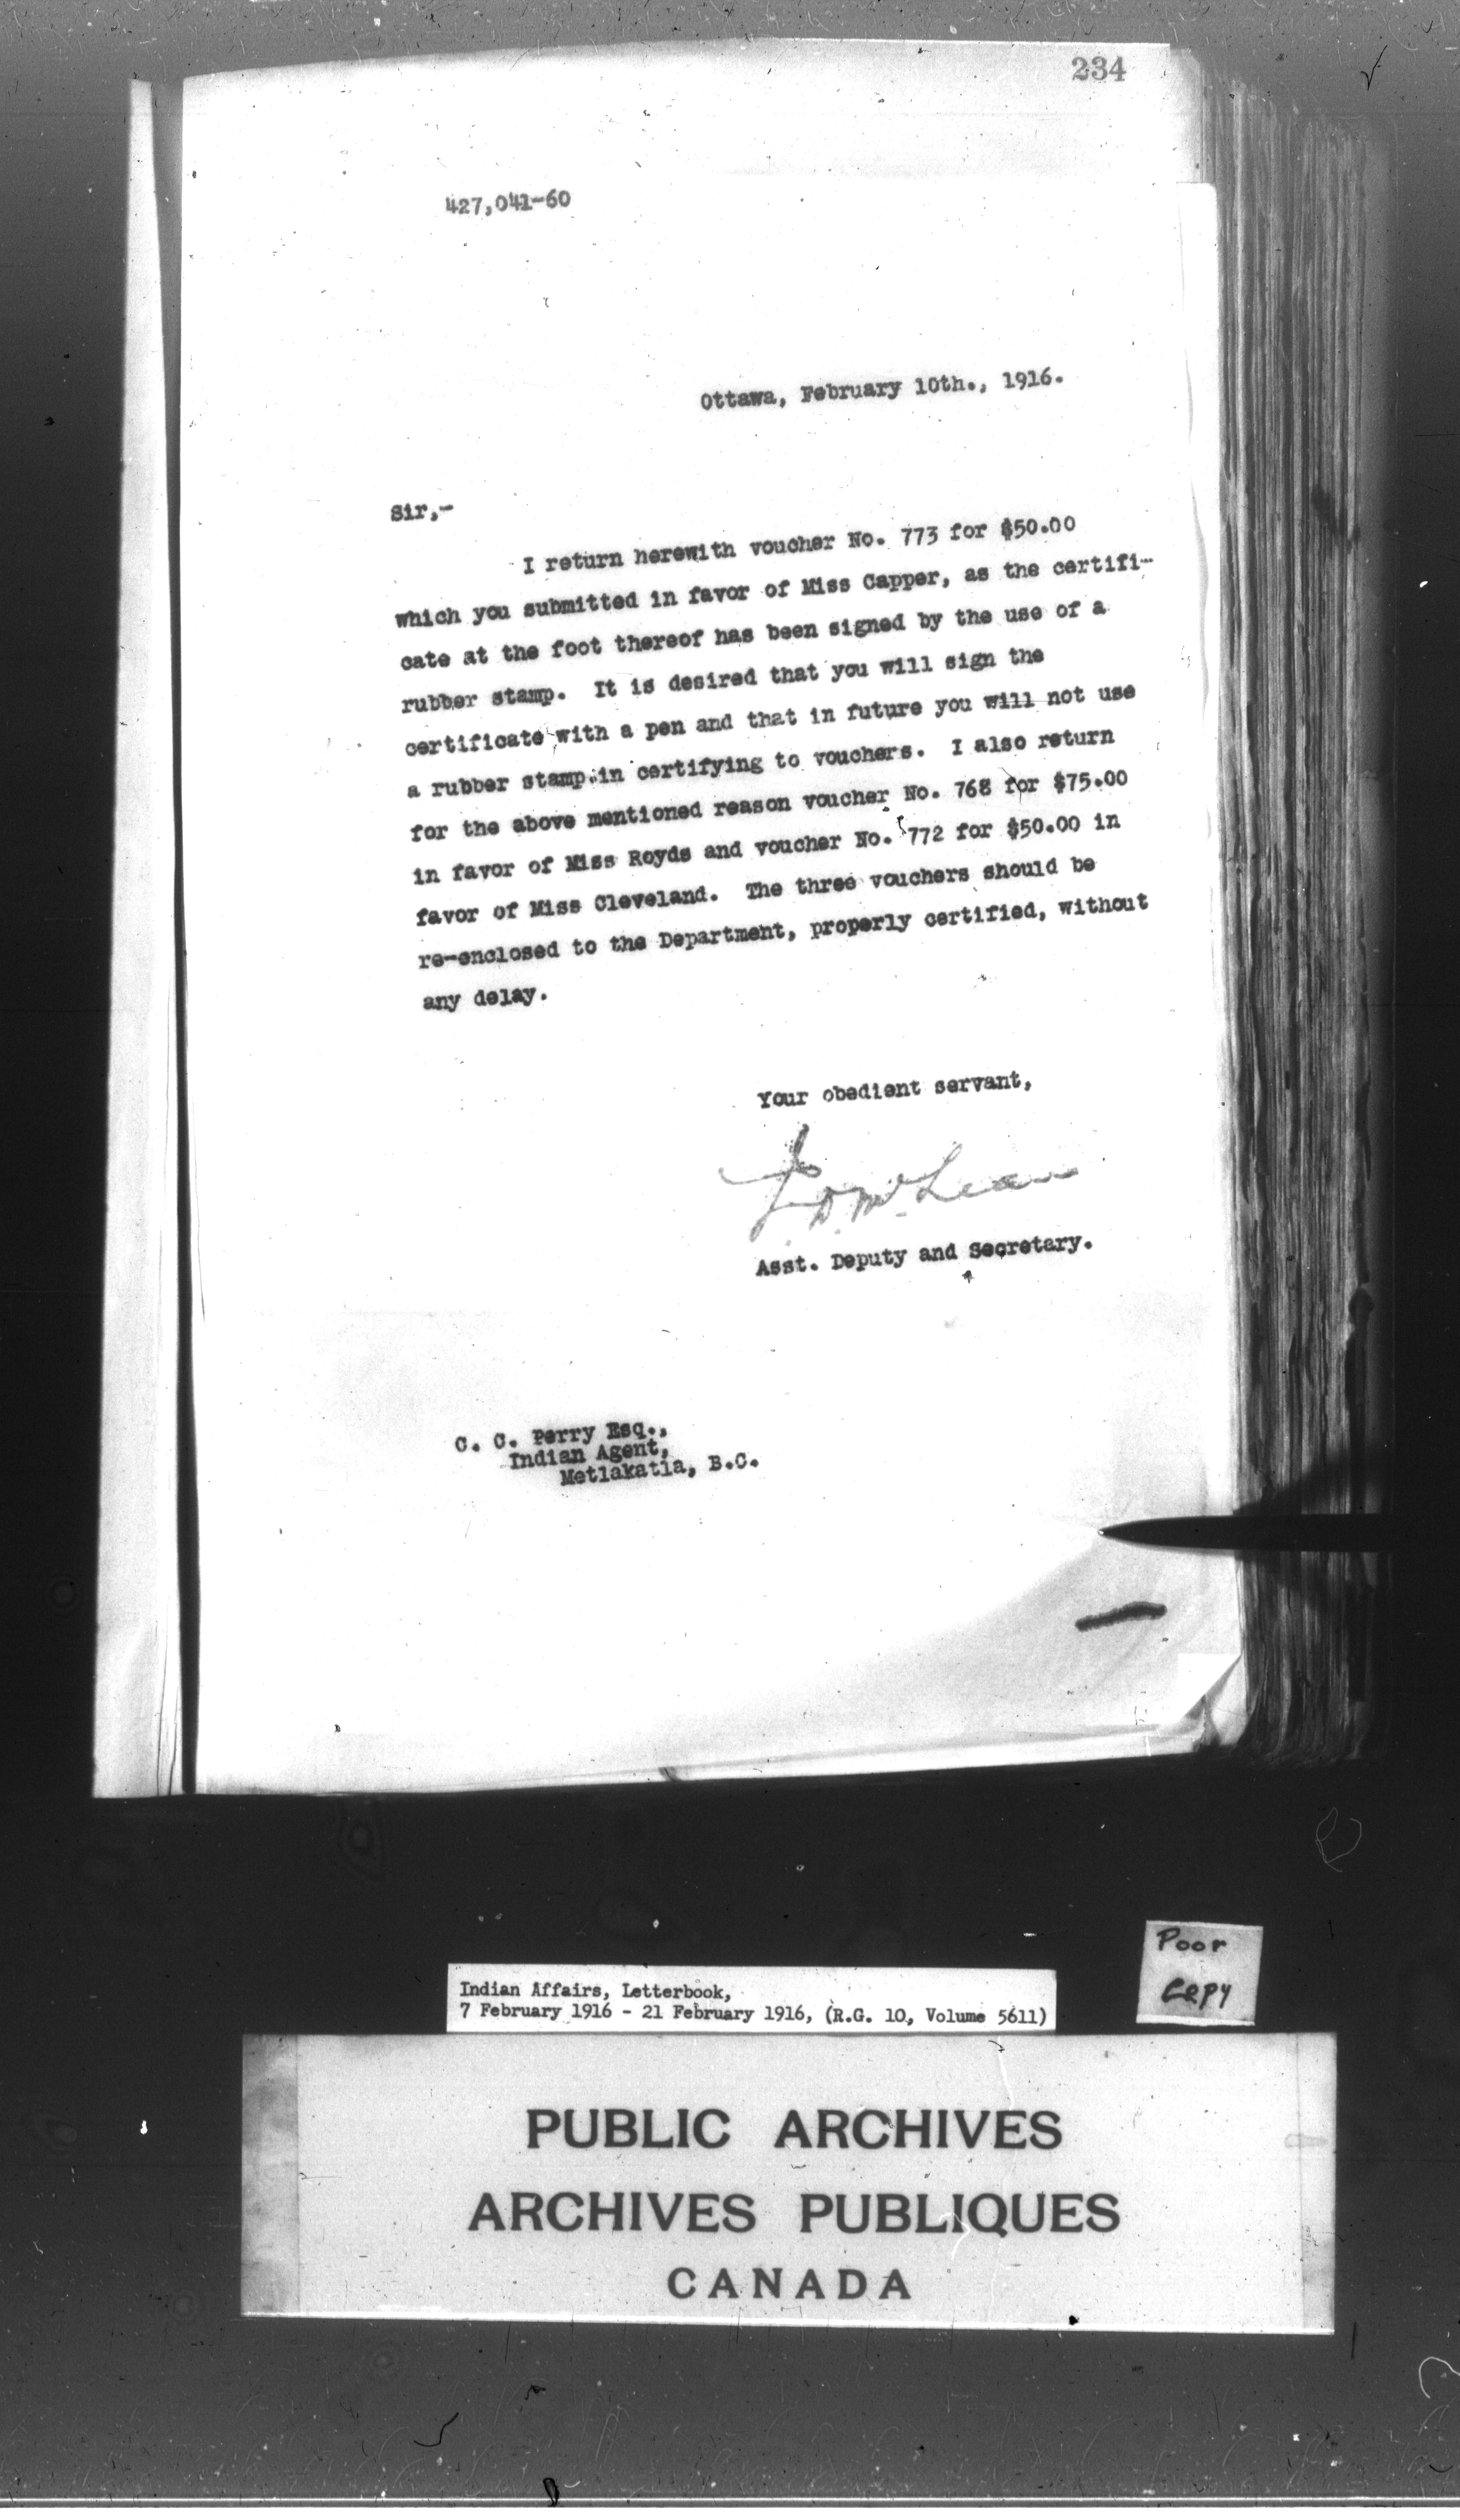 234
427,041-60
Ottawa, February 10th., 1916.
Sir,-
I return herewith voucher No. 773 for $50.00
which you submitted in favor of Miss Capper, as the certifi-
cate at the foot thereof has been signed by the use of a
rubber stamp. It is desired that you will sign the
certificate with a pen and that in future you will not use
a rubber stamp in certifying to vouchers. I also return
for the above mentioned reason voucher No. 768 for $75.00
in favor of Miss Royds and voucher No. 772 for $50.00 in
favor of Miss Cleveland. The three vouchers should be
re-enclosed to the Department, properly certified, without
any delay.
Your obedient servant,
J. D. McLean
Asst. Deputy and Secretary.
C. C. Perry Esq.,
Indian Agent,
Metlakatla, B.C.
Poor
Copy
Indian Affairs, Letterbook,
7 February 1916 - 21 February 1916, (R.G. 10, Volume 5611)
PUBLIC ARCHIVES
ARCHIVES PUBLIQUES
CANADA